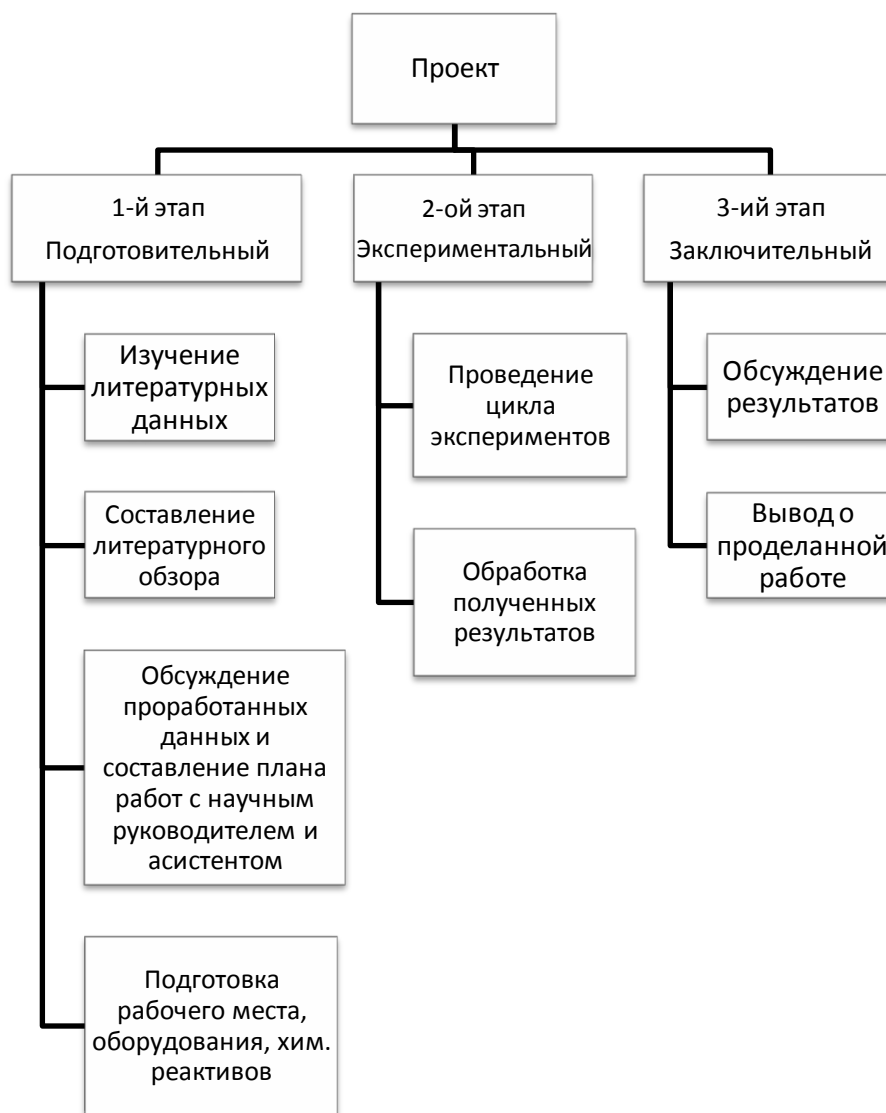 Проект
1-й этап
Подготовительный
Изучение
литературных
данных
Составление
литературного
обзора
Обсуждение
проработанных
данных и
составление плана
работ с научным
руководителем и
асистентом
Подготовка
рабочего места,
оборудования, хим.
реактивов
2-ой этап
Экспериментальный
Проведение
цикла
экспериментов
Обработка
полученных
результатов
3-ий этап
Заключительный
Обсуждение
результатов
Вывод о
проделанной
работе